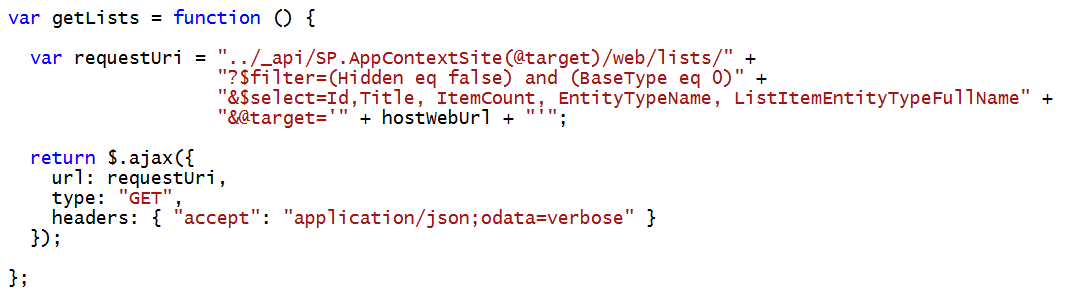 var getLists = function () {
var requestUri = "../_api/SP.AppContextSite(@target)/web/lists/" +
"?$filter=(Hidden eq false) and (BaseType eq 0)" +
"&$select=Id,Title, ItemCount, EntityTypeName, ListItemEntityTypeFullName" +
"&@target='" + hostWebUrl + "'";
return $.ajax({
url: requestUri,
type: "GET",
headers: { "accept": "application/json;odata=verbose" }
});
};